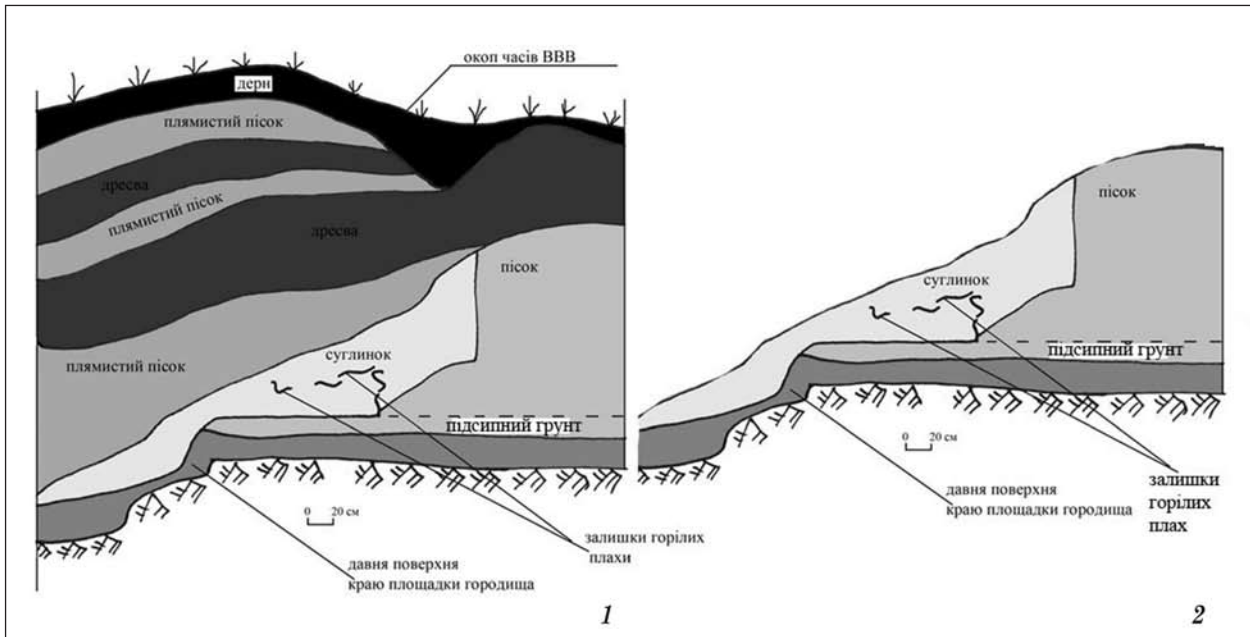 окоп часів ВВВ
дерн
плямистий пісок
дресва
плямистий пісок
дресва
пісок
суглинок
плямистий пісок
підсипний грунт
0 20 см
залишки горілих
плахи
давня поверхня
краю площадки городища
1
пісок
суглинок
підсипний грунт
0 20 см
давня поверхня
краю площадки городища
залишки
горілих
плах
2